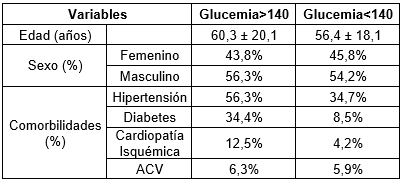 Variables Glucemia>140 Glucemia<140
Edad (años) 60,3 ± 20,1 56,4 ± 18,1
Sexo (%) Femenino 43,8% 45,8%
Masculino 56,3% 54,2%
Comorbilidades (%) Hipertensión 56,3% 34,7%
Diabetes 34,4% 8,5%
Cardiopatía Isquémica 12,5% 4,2%
ACV 6,3% 5,9%